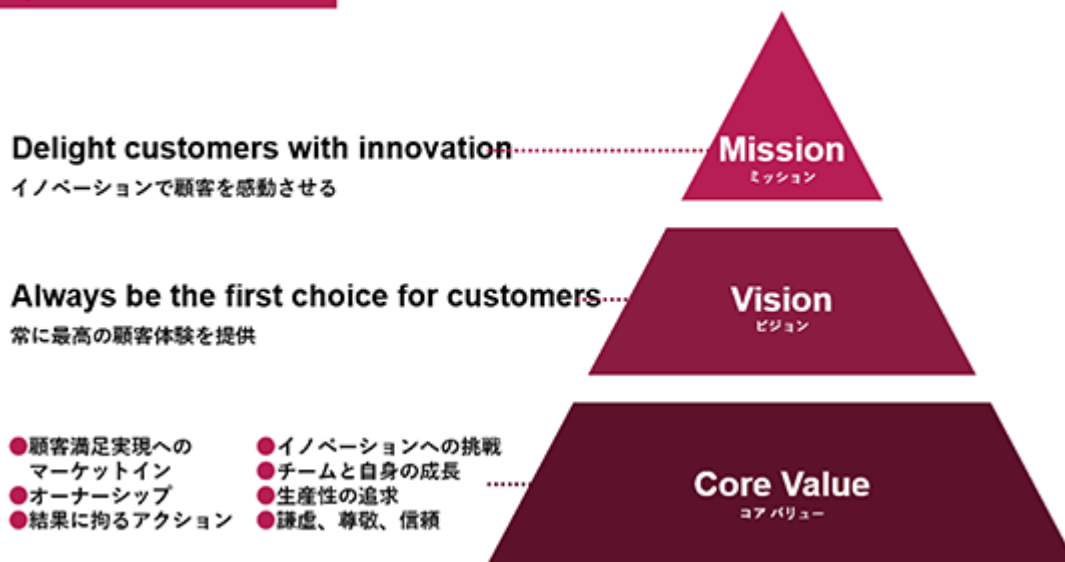 Delight customers with innovation
イノベーションで顧客を感動させる
Mission
ミッション
Always be the first choice for customers
常に最高の顧客体験を提供
Vision
ビジョン
●顧客満足実現への
マーケットイン
●オーナーシップ
●結果に拘るアクション
●イノベーションへの挑戦
●チームと自身の成長
●生産性の追求
●謙虚、尊敬、信頼
Core Value
コア バリュー